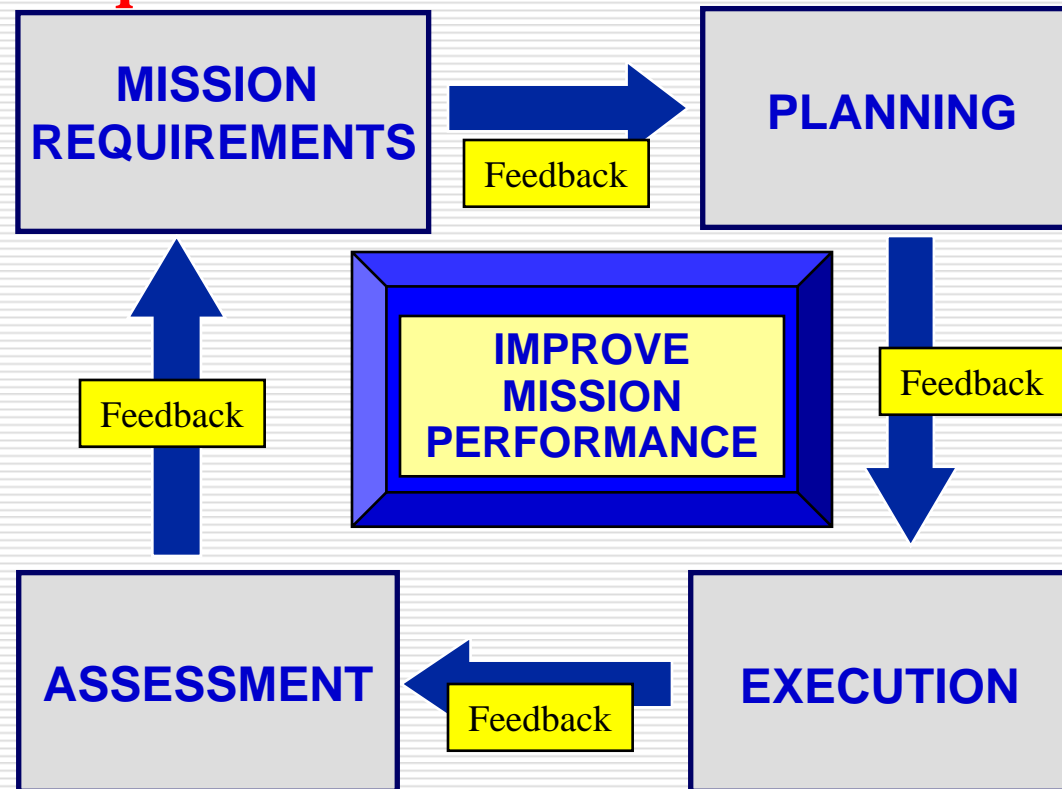 MISSION
REQUIREMENTS
PLANNING
Feedback
IMPROVE
MISSION
PERFORMANCE
Feedback
Feedback
ASSESSMENT
EXECUTION
Feedback